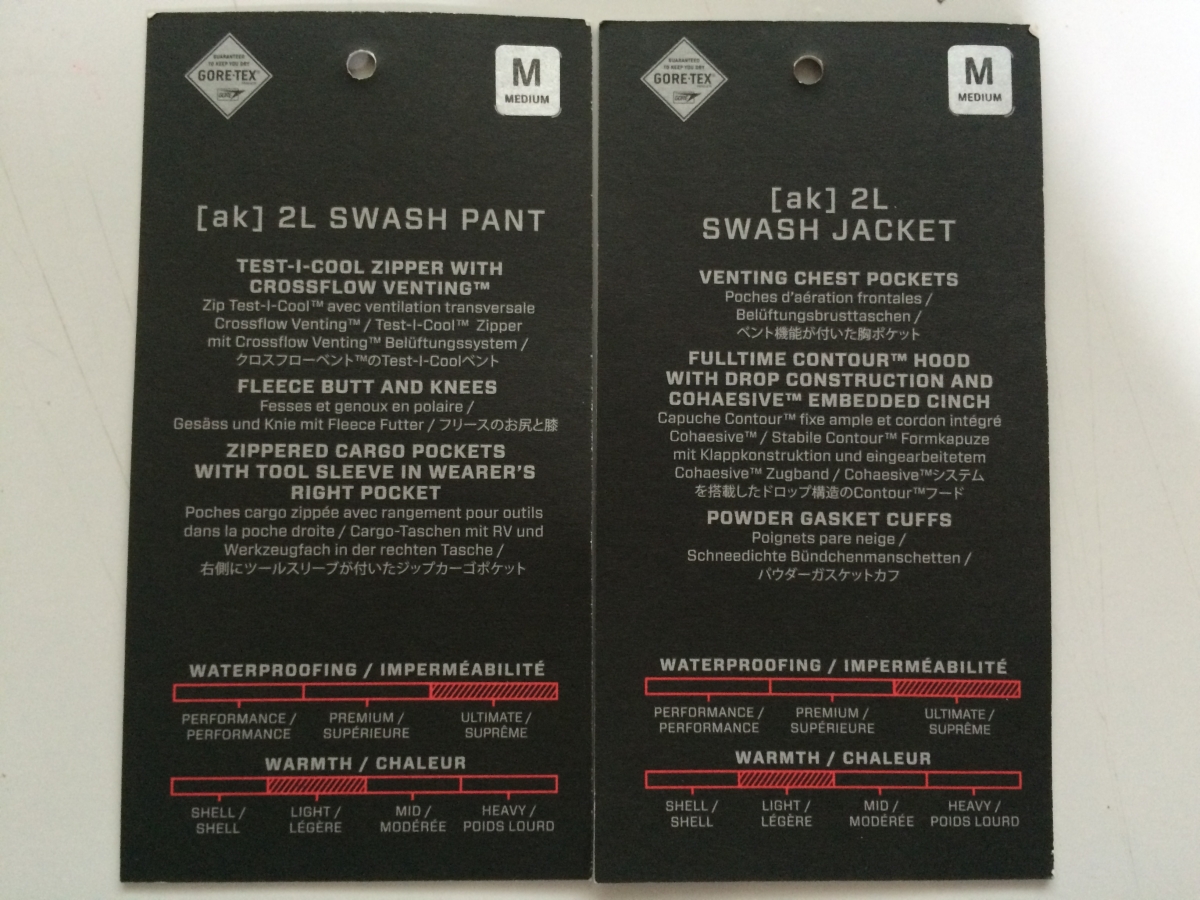 GUARANTEED
TO KEEP YOU DRY
GORE-TEX
M
MEDIUM
[ak] 2L SWASH PANT
TEST-I-COOL ZIPPER WITH
CROSSFLOW VENTING™
Zip Test-I-Cool™ avec ventilation transversale
Crossflow Venting™ / Test-I-Cool™ Zipper
mit Crossflow Venting™ Belüftungssystem /
クロスフローベント™のTest-I-Coolベント
FLEECE BUTT AND KNEES
Fesses et genoux en polaire /
Gesäss und Knie mit Fleece Futter / フリースのお尻と膝
ZIPPERED CARGO POCKETS
WITH TOOL SLEEVE IN WEARER'S
RIGHT POCKET
Poches cargo zippée avec rangement pour outils
dans la poche droite / Cargo-Taschen mit RV und
Werkzeugfach in der rechten Tasche /
右側にツールスリーブが付いたジップカーゴポケット
WATERPROOFING / IMPERMÉABILITÉ
PERFORMANCE /
PERFORMANCE
PREMIUM /
SUPÉRIEURE
ULTIMATE /
SUPRÊME
WARMTH / CHALEUR
SHELL /
SHELL
LIGHT /
LÉGÈRE
MID /
MODÉRÉE
HEAVY /
POIDS LOURD
GUARANTEED
TO KEEP YOU DRY
GORE-TEX
M
MEDIUM
[ak] 2L
SWASH JACKET
VENTING CHEST POCKETS
Poches d'aération frontales /
Belüftungsbrusttaschen /
ベント機能が付いた胸ポケット
FULLTIME CONTOUR™ HOOD
WITH DROP CONSTRUCTION AND
COHAESIVE™ EMBEDDED CINCH
Capuche Contour™ fixe ample et cordon intégré
Cohaesive™ / Stabile Contour™ Formkapuze
mit Klappkonstruktion und eingearbeitetem
Cohaesive™ Zugband / Cohaesive™システム
を搭載したドロップ構造のContour™フード
POWDER GASKET CUFFS
Poignets pare neige /
Schneedichte Bündchenmanschetten /
パウダーガスケットカフ
WATERPROOFING / IMPERMÉABILITÉ
PERFORMANCE /
PERFORMANCE
PREMIUM /
SUPÉRIEURE
ULTIMATE /
SUPRÊME
WARMTH / CHALEUR
SHELL /
SHELL
LIGHT /
LÉGÈRE
MID /
MODÉRÉE
HEAVY /
POIDS LOURD